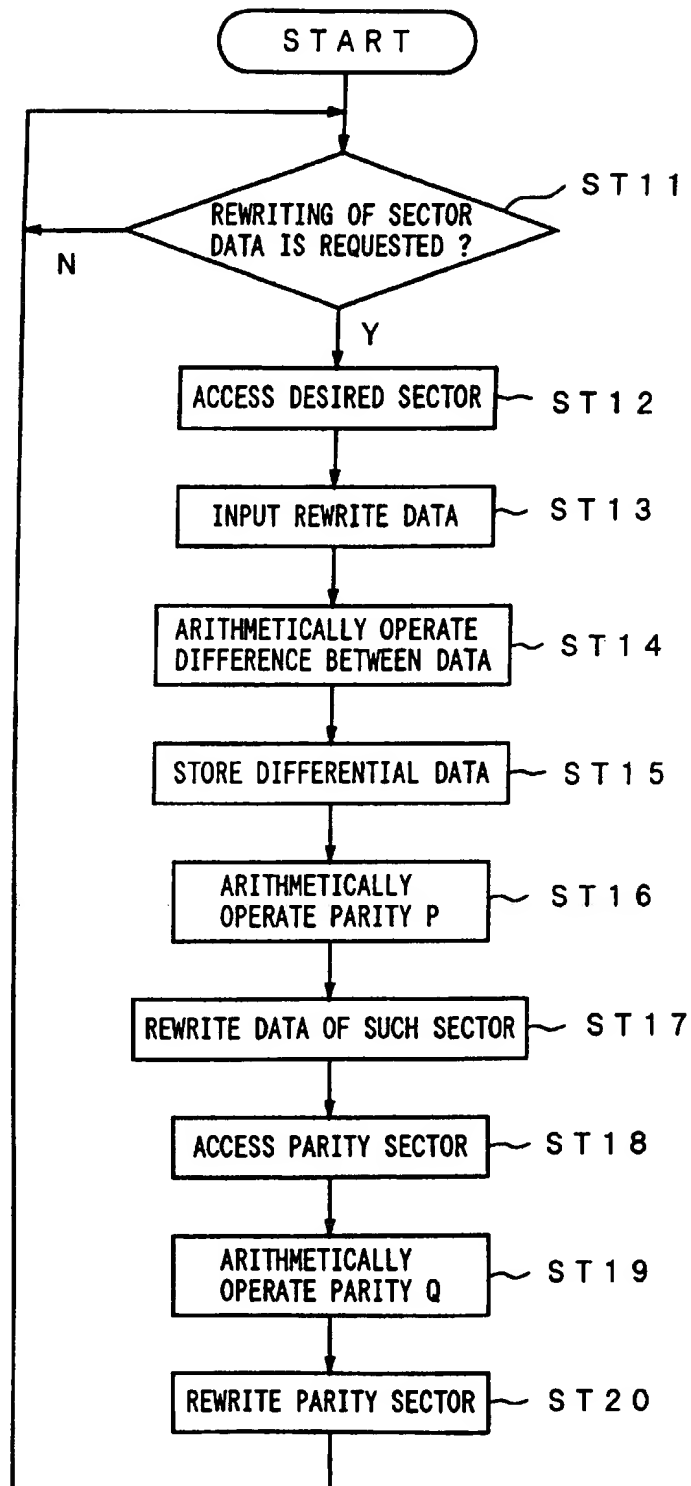 START
REWRITING OF SECTOR
DATA IS REQUESTED ?
ST11
N
Y
ACCESS DESIRED SECTOR
ST12
INPUT REWRITE DATA
ST13
ARITHMETICALLY OPERATE
DIFFERENCE BETWEEN DATA
ST14
STORE DIFFERENTIAL DATA
ST15
ARITHMETICALLY
OPERATE PARITY P
ST16
REWRITE DATA OF SUCH SECTOR
ST17
ACCESS PARITY SECTOR
ST18
ARITHMETICALLY
OPERATE PARITY Q
ST19
REWRITE PARITY SECTOR
ST20